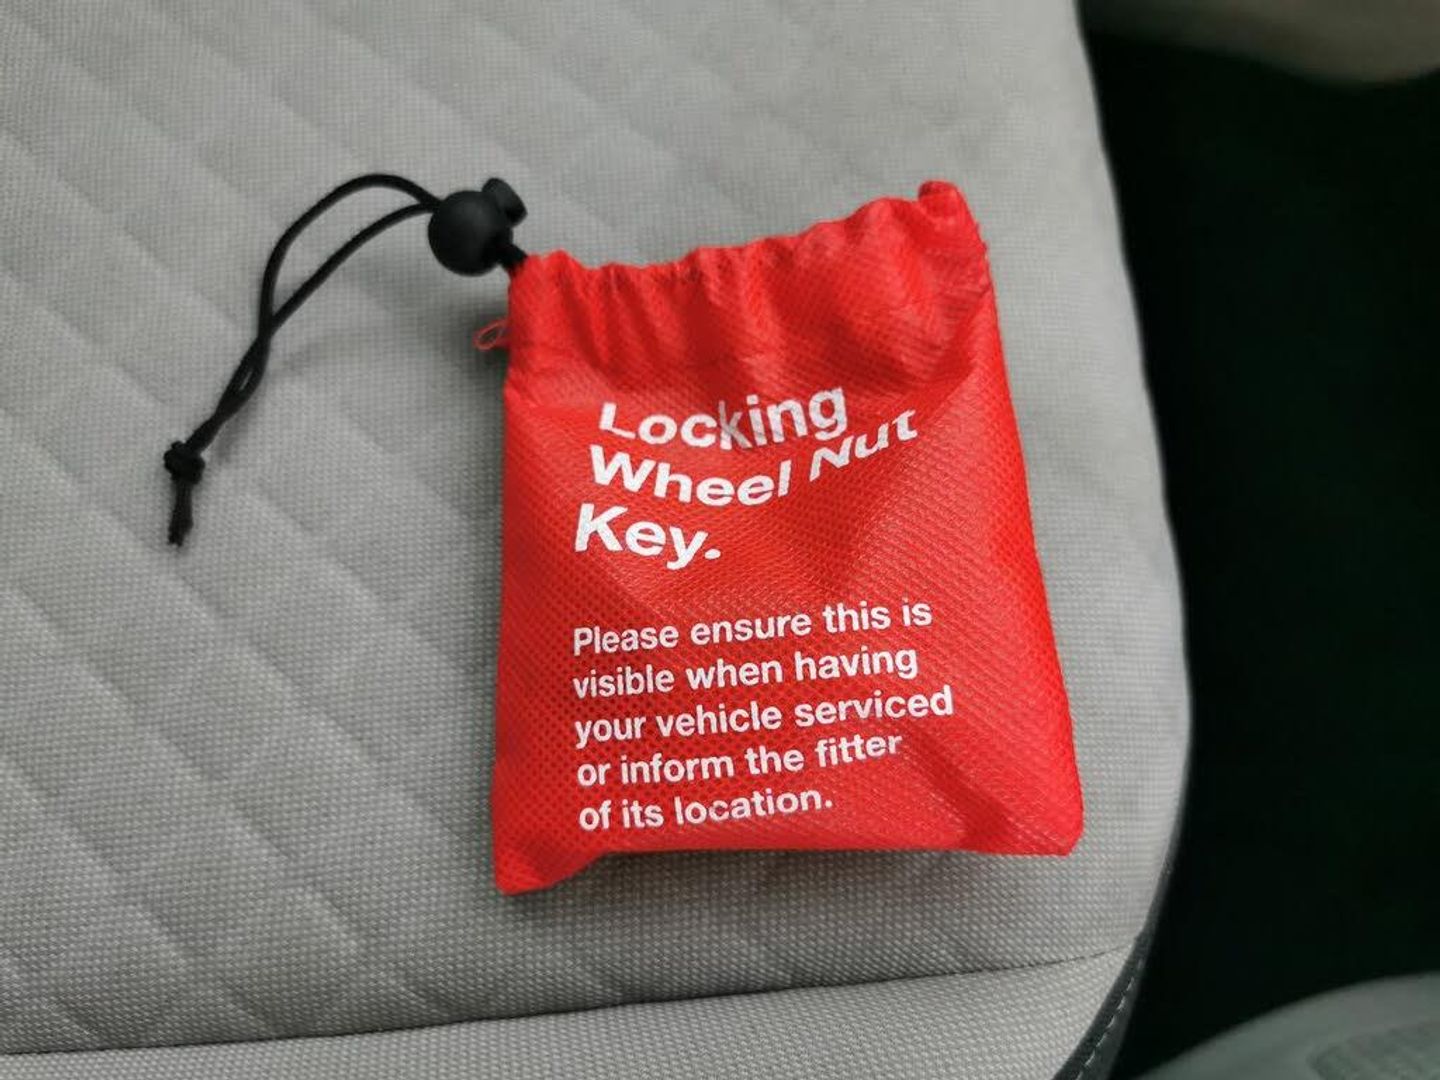 Locking
Wheel Nut
Key.
Please ensure this is
visible when having
your vehicle serviced
or inform the fitter
of its location.